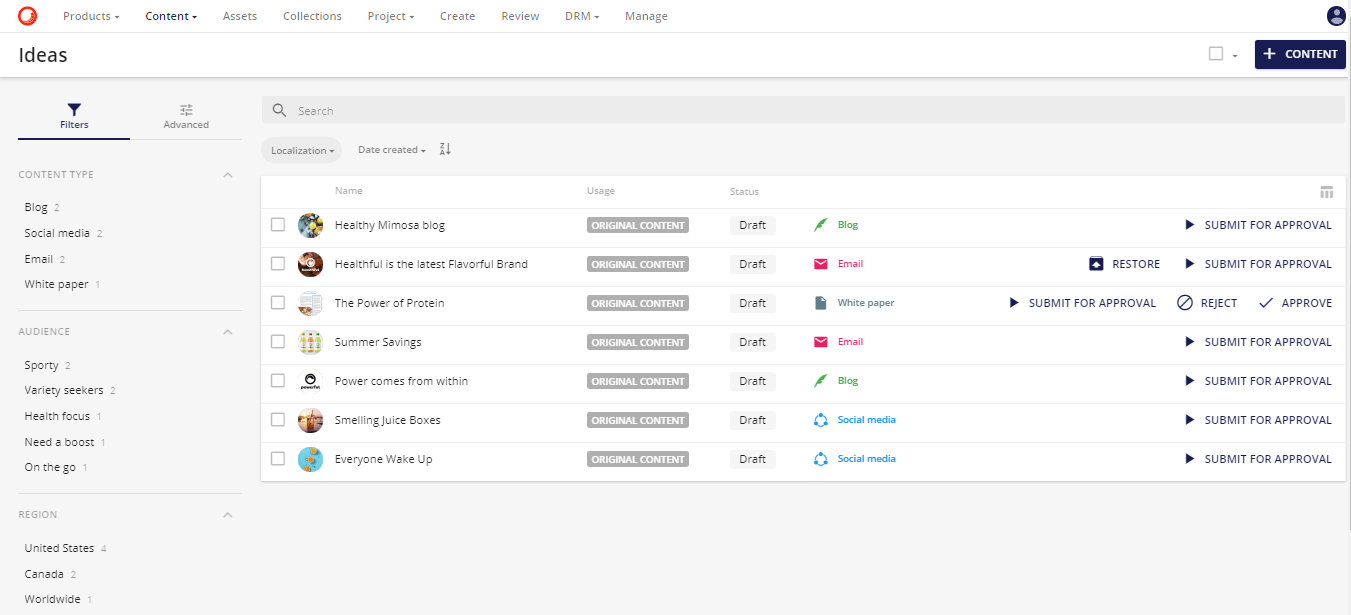 Products Content Assets Collections Project Create Review DRM Manage
Ideas
CONTENT
Filters Advanced
Search
Localization Date created
CONTENT TYPE
Blog 2
Social media 2
Email 2
White paper 1
AUDIENCE
Sporty 2
Variety seekers 2
Health focus 1
Need a boost 1
On the go 1
REGION
United States 4
Canada 2
Worldwide 1
Name Usage Status
Healthy Mimosa blog ORIGINAL CONTENT Draft Blog SUBMIT FOR APPROVAL
Healthful is the latest Flavorful Brand ORIGINAL CONTENT Draft Email RESTORE SUBMIT FOR APPROVAL
The Power of Protein ORIGINAL CONTENT Draft White paper SUBMIT FOR APPROVAL REJECT APPROVE
Summer Savings ORIGINAL CONTENT Draft Email SUBMIT FOR APPROVAL
powerful
Power comes from within ORIGINAL CONTENT Draft Blog SUBMIT FOR APPROVAL
Smelling Juice Boxes ORIGINAL CONTENT Draft Social media SUBMIT FOR APPROVAL
Everyone Wake Up ORIGINAL CONTENT Draft Social media SUBMIT FOR APPROVAL